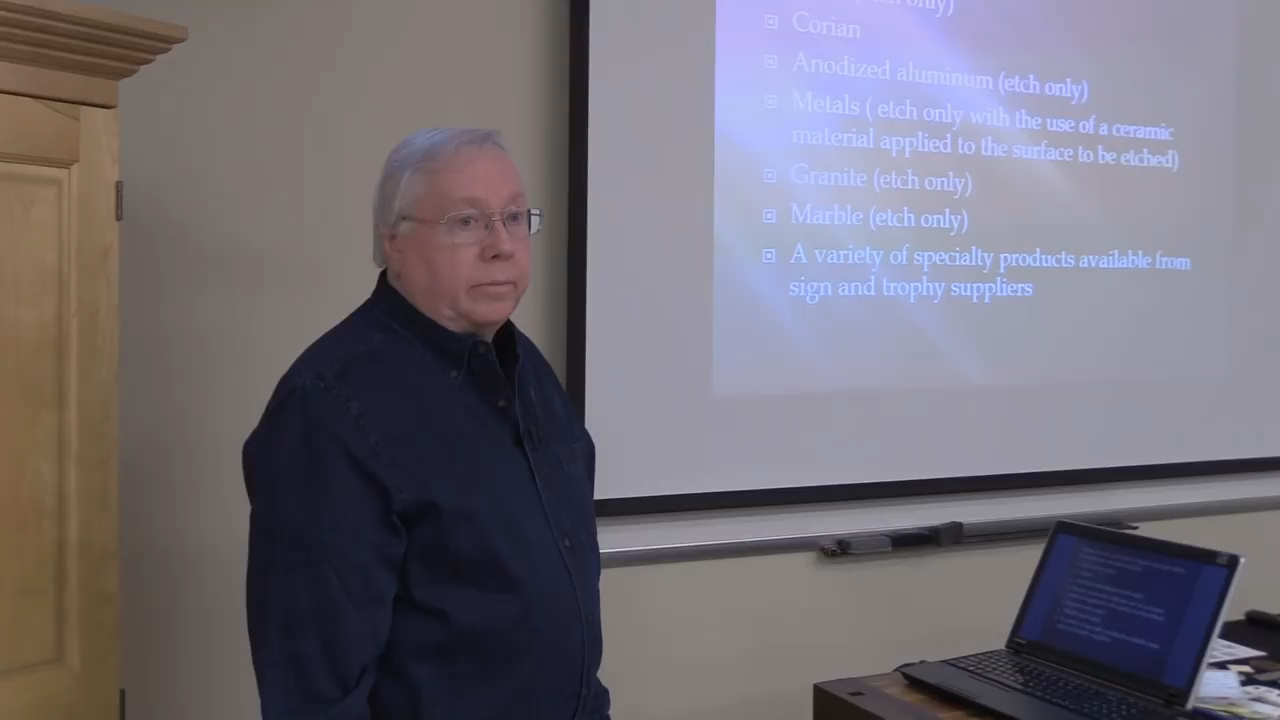 only)
Corian
Anodized aluminum (etch only)
Metals ( etch only with the use of a ceramic
material applied to the surface to be etched)
Granite (etch only)
Marble (etch only)
A variety of specialty products available from
sign and trophy suppliers